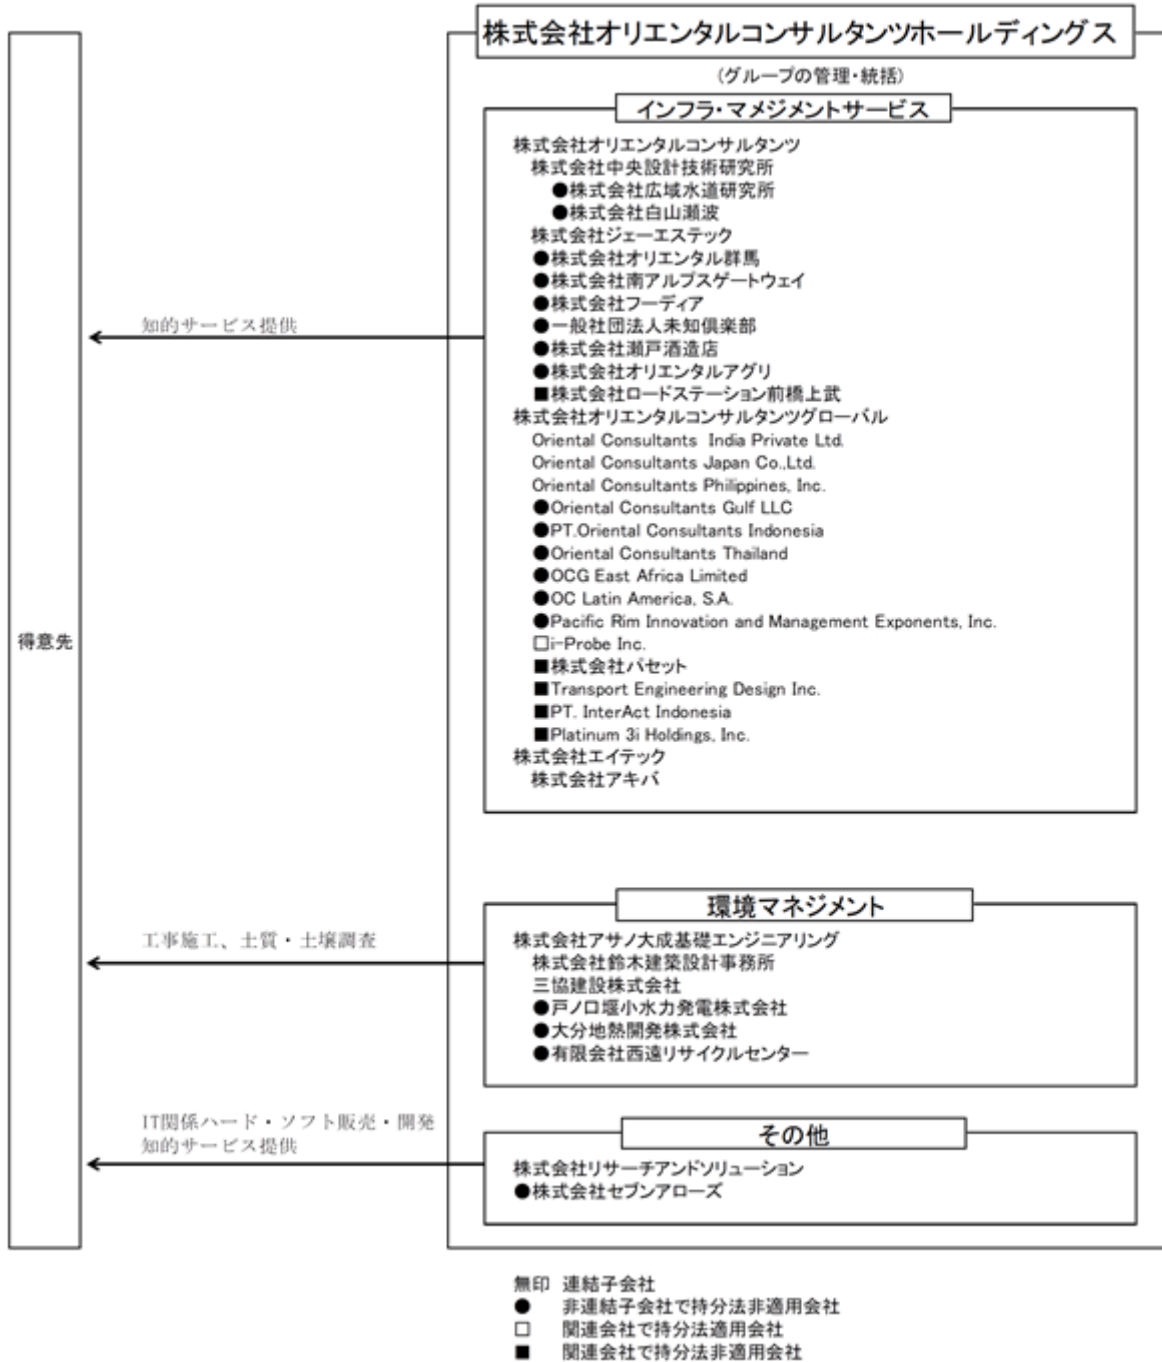 株式会社オリエンタルコンサルタンツホールディングス
(グループの管理・統括)
インフラ・マメジメントサービス
株式会社オリエンタルコンサルタンツ
株式会社中央設計技術研究所
●株式会社広域水道研究所
●株式会社白山瀬波
株式会社ジェーエステック
●株式会社オリエンタル群馬
●株式会社南アルプスゲートウェイ
●株式会社フーディア
知的サービス提供
●一般社団法人未知倶楽部
●株式会社瀬戸酒造店
●株式会社オリエンタルアグリ
■株式会社ロードステーション前橋上武
株式会社オリエンタルコンサルタンツグローバル
Oriental Consultants India Private Ltd.
Oriental Consultants Japan Co.,Ltd.
Oriental Consultants Philippines, Inc.
●Oriental Consultants Gulf LLC
●PT.Oriental Consultants Indonesia
●Oriental Consultants Thailand
●OCG East Africa Limited
●OC Latin America, S.A.
●Pacific Rim Innovation and Management Exponents, Inc.
得意先
□i-Probe Inc.
■株式会社パセット
■Transport Engineering Design Inc.
■PT. InterAct Indonesia
■Platinum 3i Holdings, Inc.
株式会社エイテック
株式会社アキバ
環境マネジメント
工事施工、土質・土壌調査
株式会社アサノ大成基礎エンジニアリング
株式会社鈴木建築設計事務所
三協建設株式会社
●戸ノ口堰小水力発電株式会社
●大分地熱開発株式会社
●有限会社西遠リサイクルセンター
IT関係ハード・ソフト販売・開発
知的サービス提供
その他
株式会社リサーチアンドソリューション
●株式会社セブンアローズ
無印 連結子会社
● 非連結子会社で持分法非適用会社
□ 関連会社で持分法適用会社
■ 関連会社で持分法非適用会社